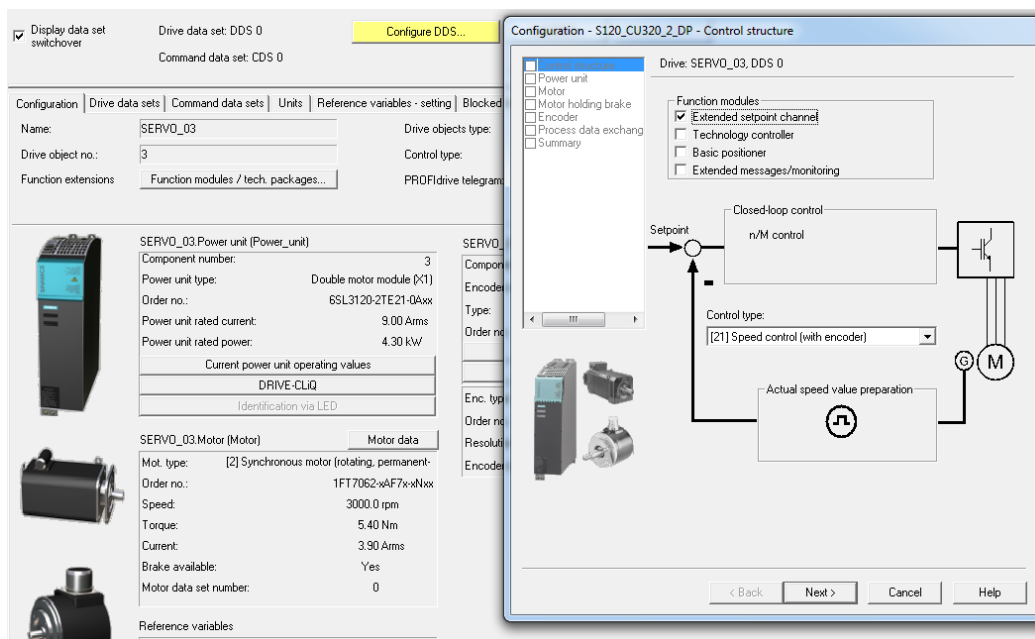 Display data set
switchover
Drive data set: DDS 0
Command data set: CDS 0
Configure DDS...
Configuration
Drive data sets
Command data sets
Units
Reference variables - setting
Blocked
Name:
SERVO_03
Drive objects type:
Drive object no.:
3
Control type:
Function extensions
Function modules / tech. packages...
PROFIdrive telegram:
SERVO_03.Power unit (Power_unit)
Component number:
3
Power unit type:
Double motor module (X1)
Order no.:
6SL3120-2TE21-0Axx
Power unit rated current:
9.00 Arms
Power unit rated power:
4.30 kW
Current power unit operating values
DRIVE-CLiQ
Identification via LED
SERVO_03.Motor (Motor)
Motor data
Mot. type:
[2] Synchronous motor (rotating, permanent-
Order no.:
1FT7062-xAF7x-xNxx
Speed:
3000.0 rpm
Torque:
5.40 Nm
Current:
3.90 Arms
Brake available:
Yes
Motor data set number:
0
Reference variables
SERVO_
Compon
Encode
Type:
Order no
Enc. typ
Order no
Resoluti
Encode
Configuration - S120_CU320_2_DP - Control structure
Power unit
Motor
Motor holding brake
Encoder
Process data exchang
Summary
Drive: SERVO_03, DDS 0
Function modules
Extended setpoint channel
Technology controller
Basic positioner
Extended messages/monitoring
Closed-loop control
n/M control
Setpoint
Control type:
[21] Speed control (with encoder)
G
M
Actual speed value preparation
< Back
Next >
Cancel
Help